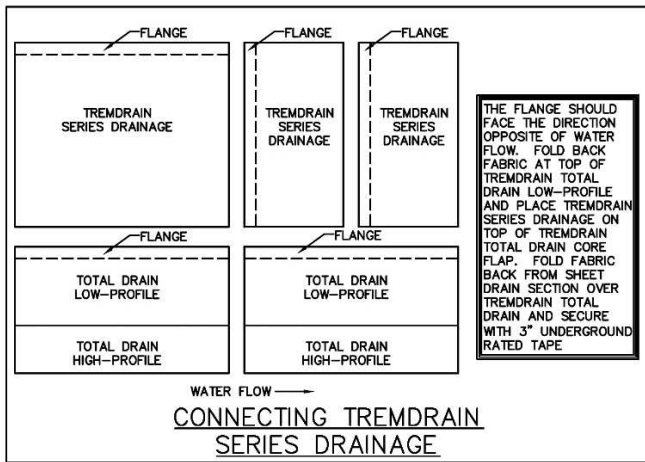 FLANGE
FLANGE
FLANGE
TREMDRAIN
SERIES DRAINAGE
TREMDRAIN
SERIES
DRAINAGE
TREMDRAIN
SERIES
DRAINAGE
THE FLANGE SHOULD
FACE THE DIRECTION
OPPOSITE OF WATER
FLOW. FOLD BACK
FABRIC AT TOP OF
TREMDRAIN TOTAL
DRAIN LOW-PROFILE
AND PLACE TREMDRAIN
SERIES DRAINAGE ON
TOP OF TREMDRAIN
TOTAL DRAIN CORE
FLAP. FOLD FABRIC
BACK FROM SHEET
DRAIN SECTION OVER
TREMDRAIN TOTAL
DRAIN AND SECURE
WITH 3" UNDERGROUND
RATED TAPE
FLANGE
FLANGE
TOTAL DRAIN
LOW-PROFILE
TOTAL DRAIN
LOW-PROFILE
TOTAL DRAIN
HIGH-PROFILE
TOTAL DRAIN
HIGH-PROFILE
WATER FLOW
CONNECTING TREMDRAIN
SERIES DRAINAGE